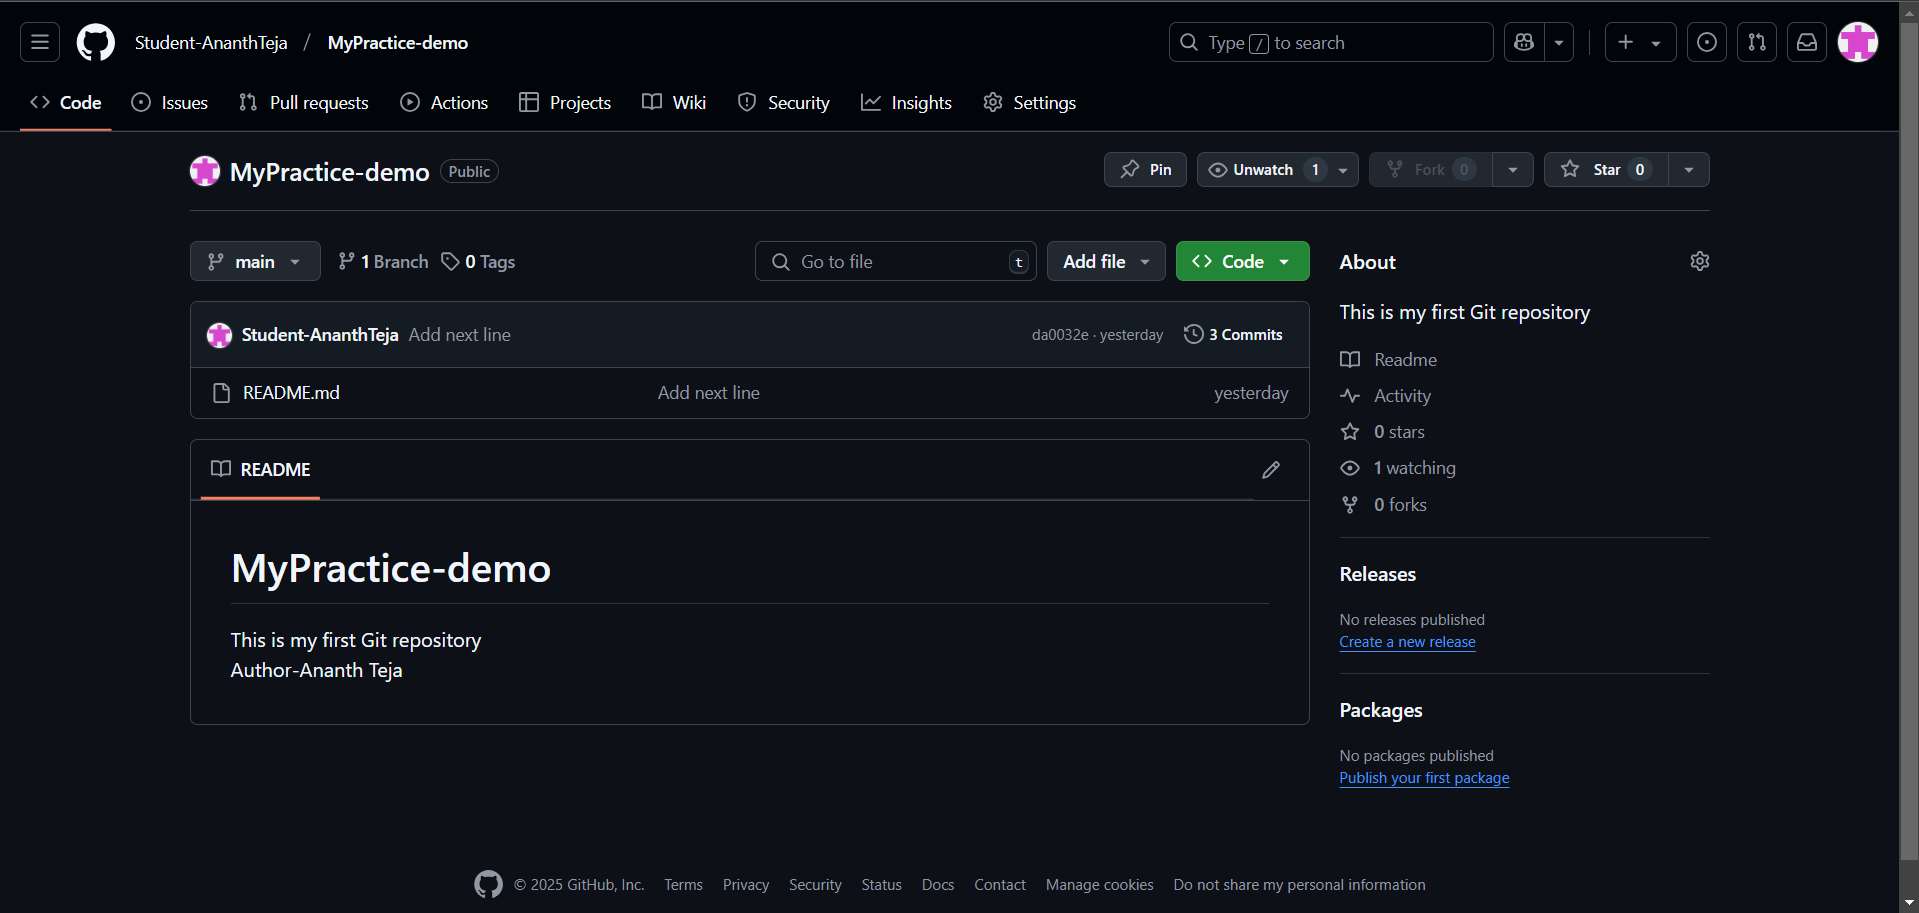 Student-AnanthTeja / MyPractice-demo
Type / to search
Code Issues Pull requests Actions Projects Wiki Security Insights Settings
MyPractice-demo Public
Pin Unwatch 1 Fork 0 Star 0
main 1 Branch 0 Tags Go to file t Add file Code
Student-AnanthTeja Add next line da0032e · yesterday 3 Commits
README.md Add next line yesterday
README
MyPractice-demo
This is my first Git repository
Author-Ananth Teja
About
This is my first Git repository
Readme
Activity
0 stars
1 watching
0 forks
Releases
No releases published
Create a new release
Packages
No packages published
Publish your first package
© 2025 GitHub, Inc. Terms Privacy Security Status Docs Contact Manage cookies Do not share my personal information